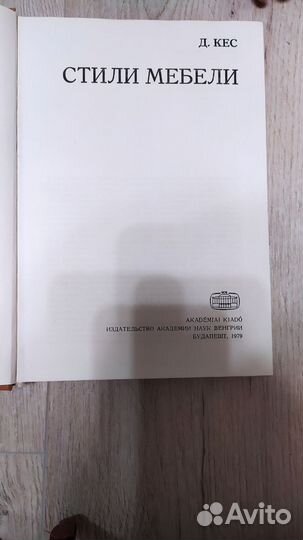 Д. КЕС
СТИЛИ МЕБЕЛИ
AKADÉMIAI KIADÓ
ИЗДАТЕЛЬСТВО АКАДЕМИИ НАУК ВЕНГРИИ
БУДАПЕШТ, 1979
Avito